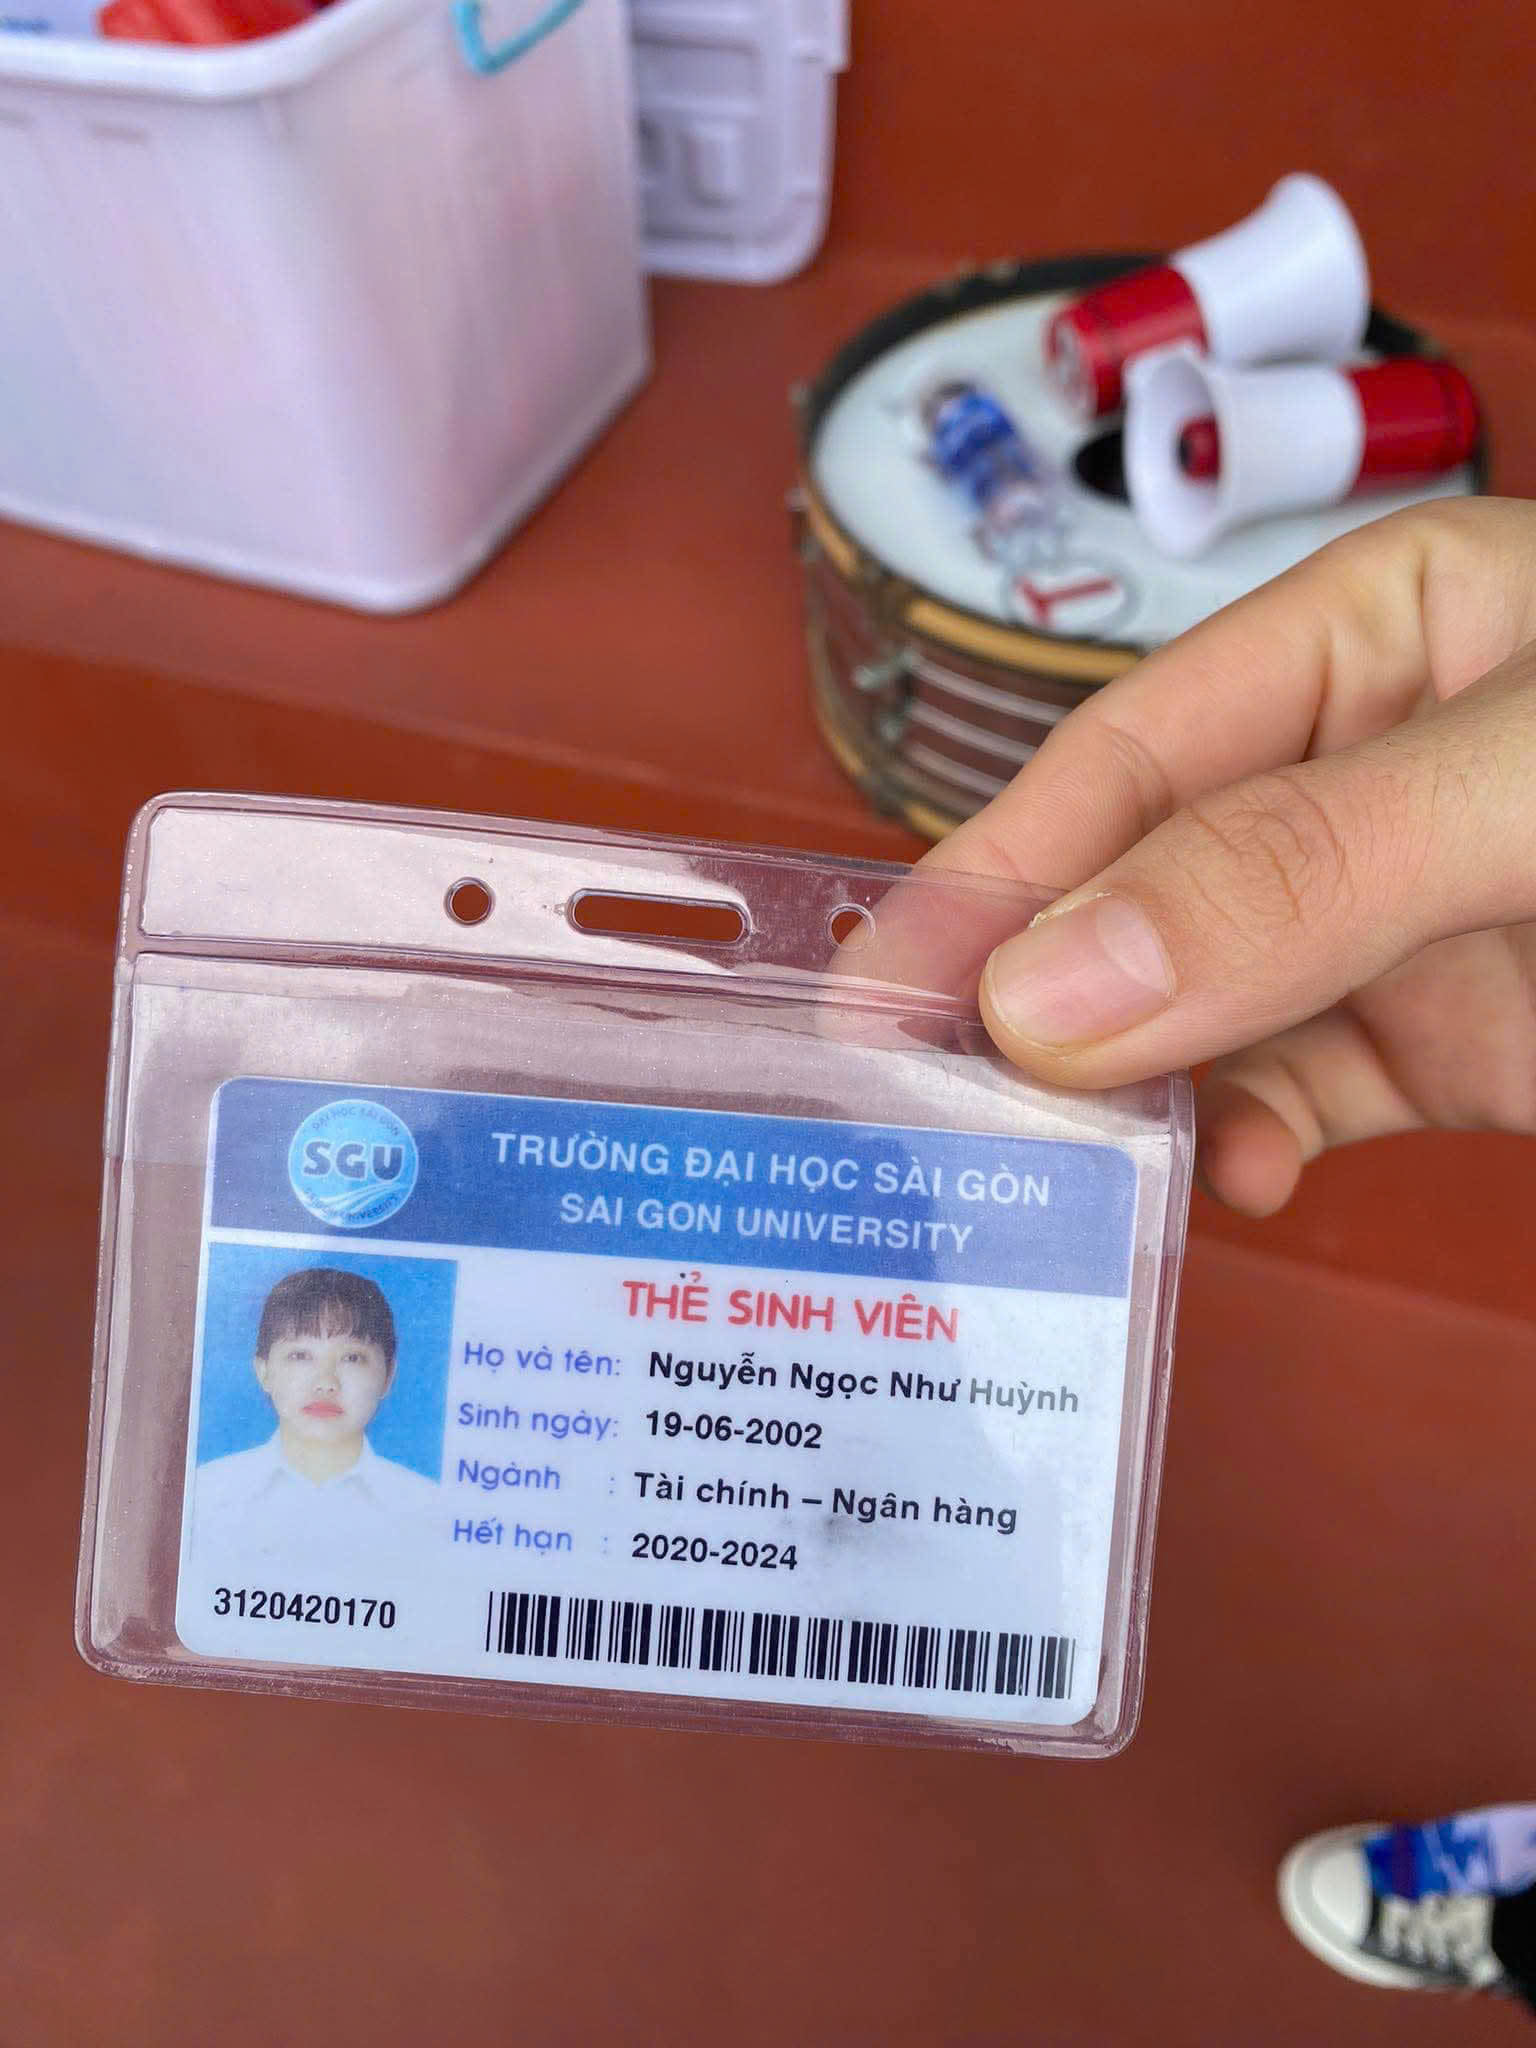 ĐẠI HỌC SÀI GÒN
SGU
TRƯỜNG ĐẠI HỌC SÀI GÒN
SAI GON UNIVERSITY
THẺ SINH VIÊN
Họ và tên: Nguyễn Ngọc Như Huỳnh
Sinh ngày: 19-06-2002
Ngành : Tài chính – Ngân hàng
Hết hạn : 2020-2024
3120420170